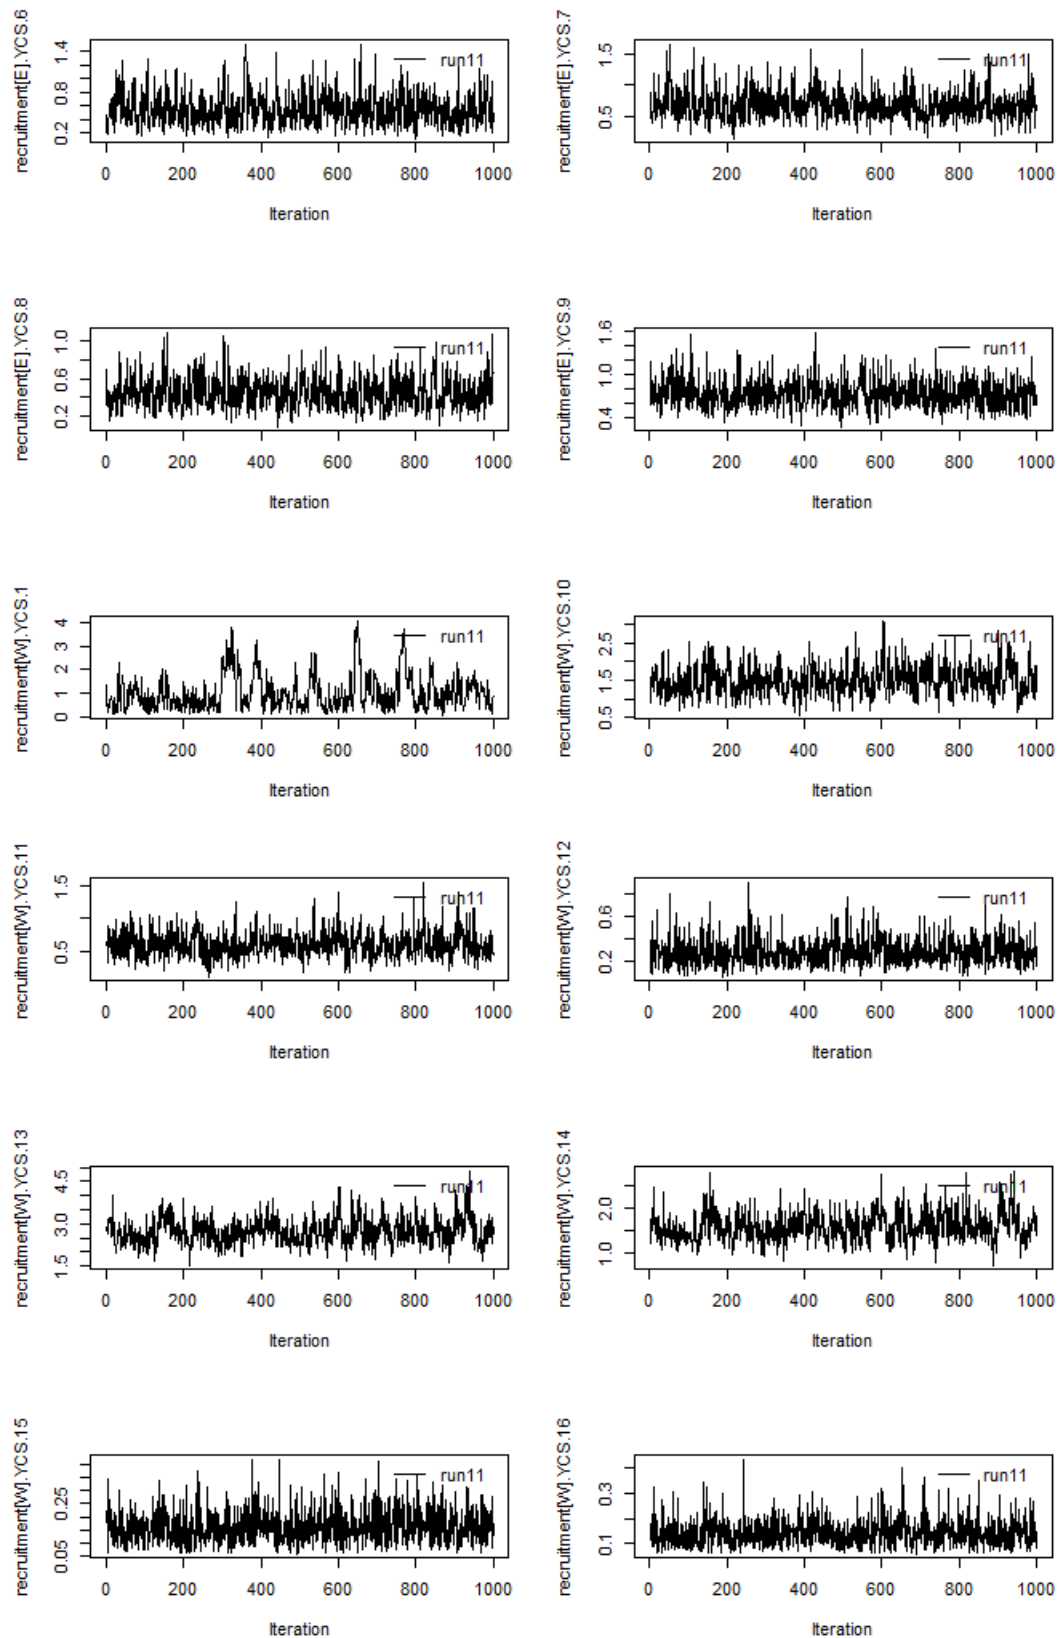 recruitment[E].YCS.6
1.4
0.8
0.2
run11
0 200 400 600 800 1000
Iteration
recruitment[E].YCS.7
1.5
0.5
run11
0 200 400 600 800 1000
Iteration
recruitment[E].YCS.8
1.0
0.6
0.2
run11
0 200 400 600 800 1000
Iteration
recruitment[E].YCS.9
1.6
1.0
0.4
run11
0 200 400 600 800 1000
Iteration
recruitment[W].YCS.1
4
3
2
1
0
run11
0 200 400 600 800 1000
Iteration
recruitment[W].YCS.10
2.5
1.5
0.5
run11
0 200 400 600 800 1000
Iteration
recruitment[W].YCS.11
1.5
0.5
run11
0 200 400 600 800 1000
Iteration
recruitment[W].YCS.12
0.6
0.2
run11
0 200 400 600 800 1000
Iteration
recruitment[W].YCS.13
4.5
3.0
1.5
run11
0 200 400 600 800 1000
Iteration
recruitment[W].YCS.14
2.0
1.0
run11
0 200 400 600 800 1000
Iteration
recruitment[W].YCS.15
0.25
0.05
run11
0 200 400 600 800 1000
Iteration
recruitment[W].YCS.16
0.3
0.1
run11
0 200 400 600 800 1000
Iteration